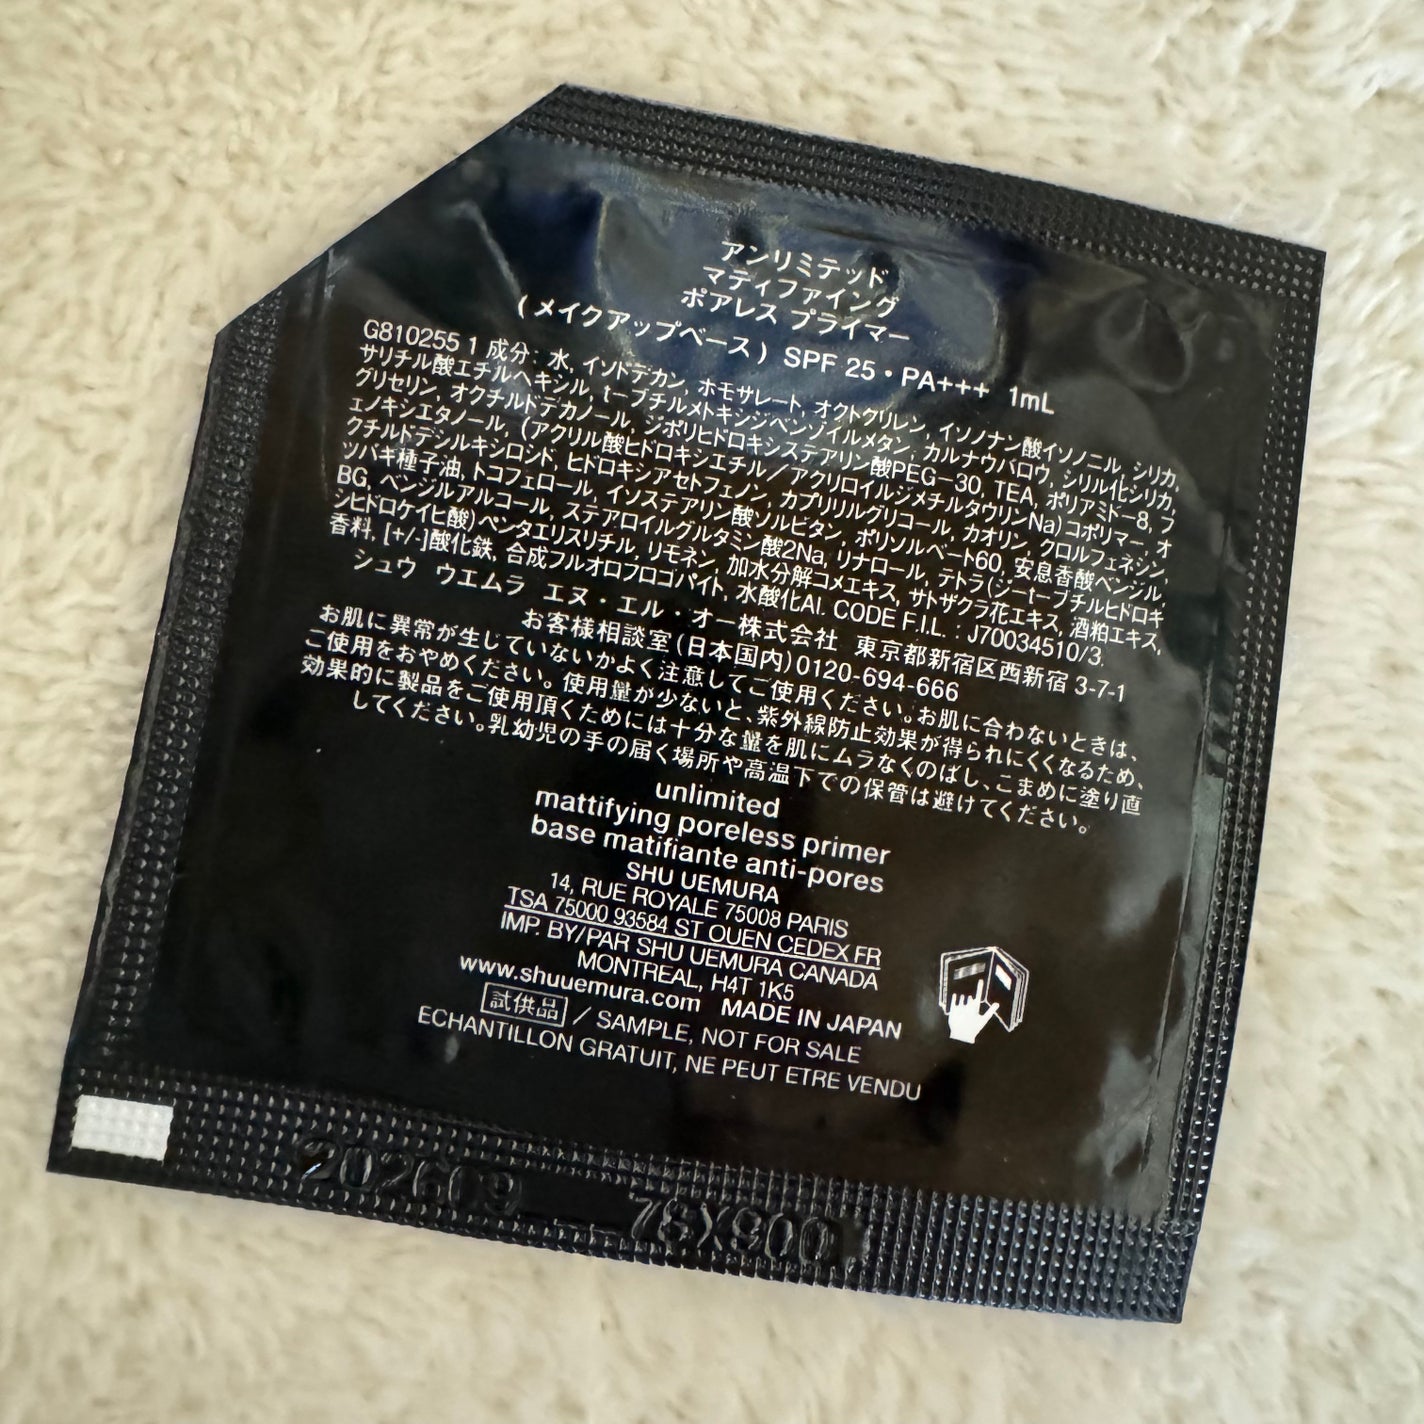 アンリミテッド
マティファイング
ポアレス プライマー
(メイクアップベース) SPF 25・PA+++ 1mL
G810255 1 成分: 水, イソドデカン, ホモサレート, オクトクリレン, イソノナン酸イソノニル, シリカ,
サリチル酸エチルヘキシル, t-ブチルメトキシジベンゾイルメタン, カルナウバロウ, シリル化シリカ,
グリセリン, オクチルドデカノール, ジポリヒドロキシステアリン酸PEG-30, TEA, ポリアミド-8, フ
ェノキシエタノール, (アクリル酸ヒドロキシエチル/アクリロイルジメチルタウリンNa)コポリマー, オ
クチルドデシルキシロシド, ヒドロキシアセトフェノン, カプリリルグリコール, カオリン, クロルフェネシン,
ツバキ種子油, トコフェロール, イソステアリン酸ソルビタン, ポリソルベート60, 安息香酸ベンジル,
BG, ベンジルアルコール, ステアロイルグルタミン酸2Na, リナロール, テトラ(ジ-t-ブチルヒドロキ
シヒドロケイヒ酸)ペンタエリスリチル, リモネン, 加水分解コメエキス, サトザクラ花エキス, 酒粕エキス,
香料, [+/-]酸化鉄, 合成フルオロフロゴパイト, 水酸化Al. CODE F.I.L. : J70034510/3.
シュウ ウエムラ エヌ・エル・オー株式会社 東京都新宿区西新宿 3-7-1
お客様相談室(日本国内)0120-694-666
お肌に異常が生じていないかよく注意してご使用ください。お肌に合わないときは、
ご使用をおやめください。使用量が少ないと、紫外線防止効果が得られにくくなるため、
効果的に製品をご使用頂くためには十分な量を肌にムラなくのばし、こまめに塗り直
してください。乳幼児の手の届く場所や高温下での保管は避けてください。
unlimited
mattifying poreless primer
base matifiante anti-pores
SHU UEMURA
14, RUE ROYALE 75008 PARIS
TSA 75000 93584 ST OUEN CEDEX FR
IMP. BY/PAR SHU UEMURA CANADA
MONTREAL, H4T 1K5
www.shuuemura.com MADE IN JAPAN
試供品 / SAMPLE, NOT FOR SALE
ECHANTILLON GRATUIT, NE PEUT ETRE VENDU
202609